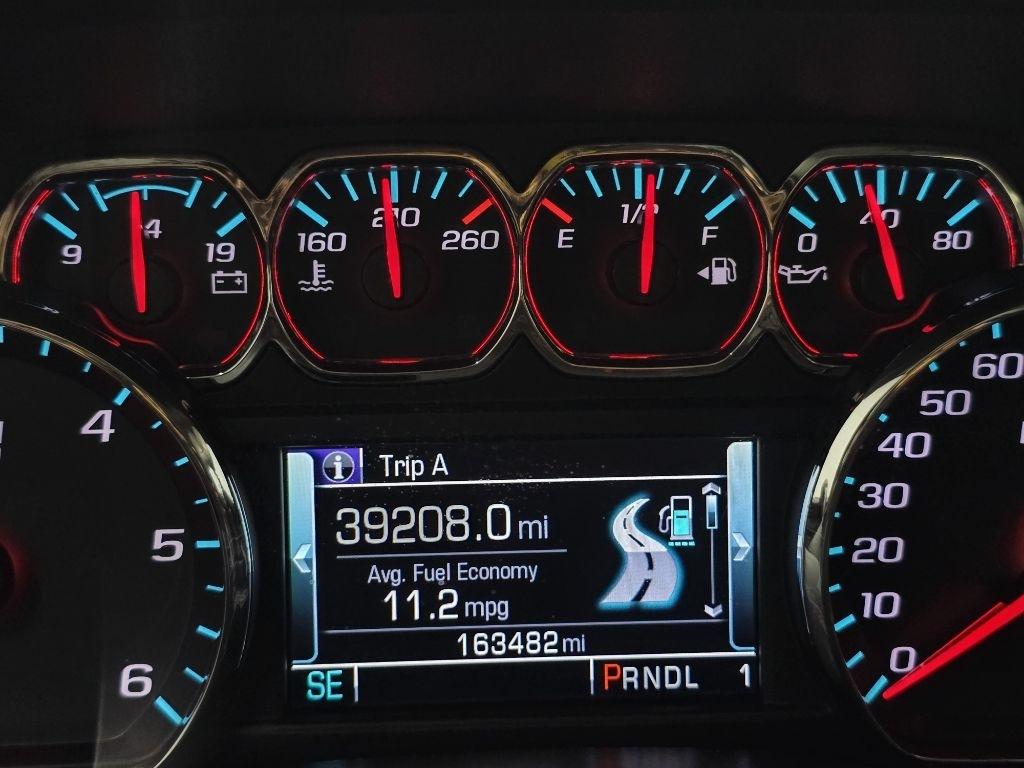 9 14 19
160 210 260
E 1/2 F
0 40 80
4
5
6
Trip A
39208.0 mi
Avg. Fuel Economy
11.2 mpg
163482 mi
SE
PRNDL 1
60
50
40
30
20
10
0